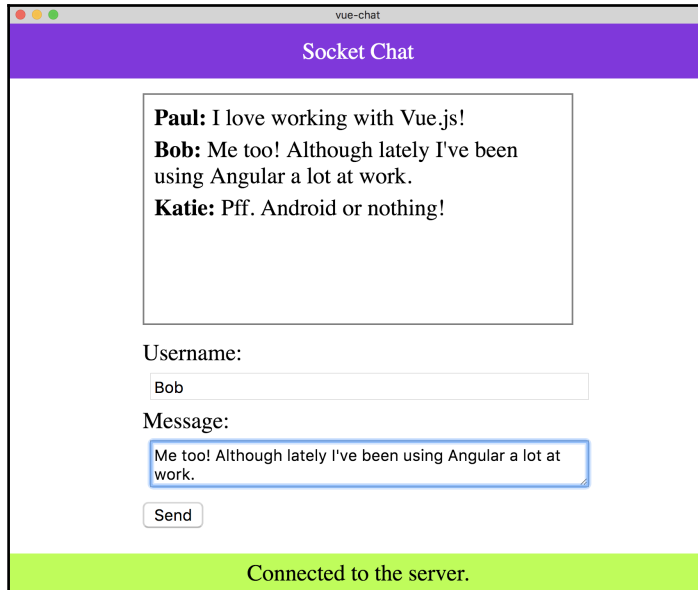 vue-chat
Socket Chat
Paul: I love working with Vue.js!
Bob: Me too! Although lately I've been
using Angular a lot at work.
Katie: Pff. Android or nothing!
Username:
Bob
Message:
Me too! Although lately I've been using Angular a lot at
work.
Send
Connected to the server.